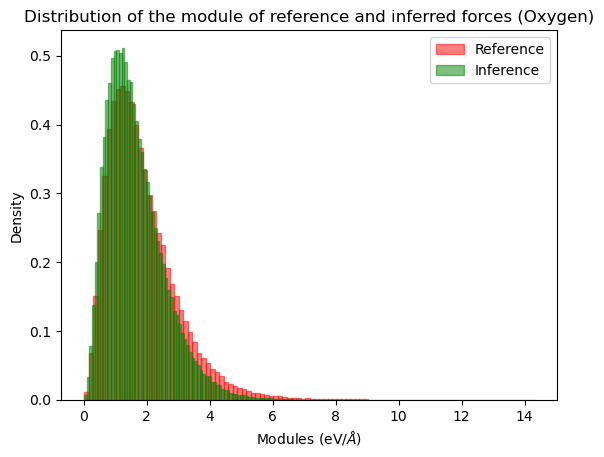 Distribution of the module of reference and inferred forces (Oxygen)
Reference
Inference
0.5
0.4
0.3
0.2
0.1
0.0
Density
0 2 4 6 8 10 12 14
Modules (eV/Å)